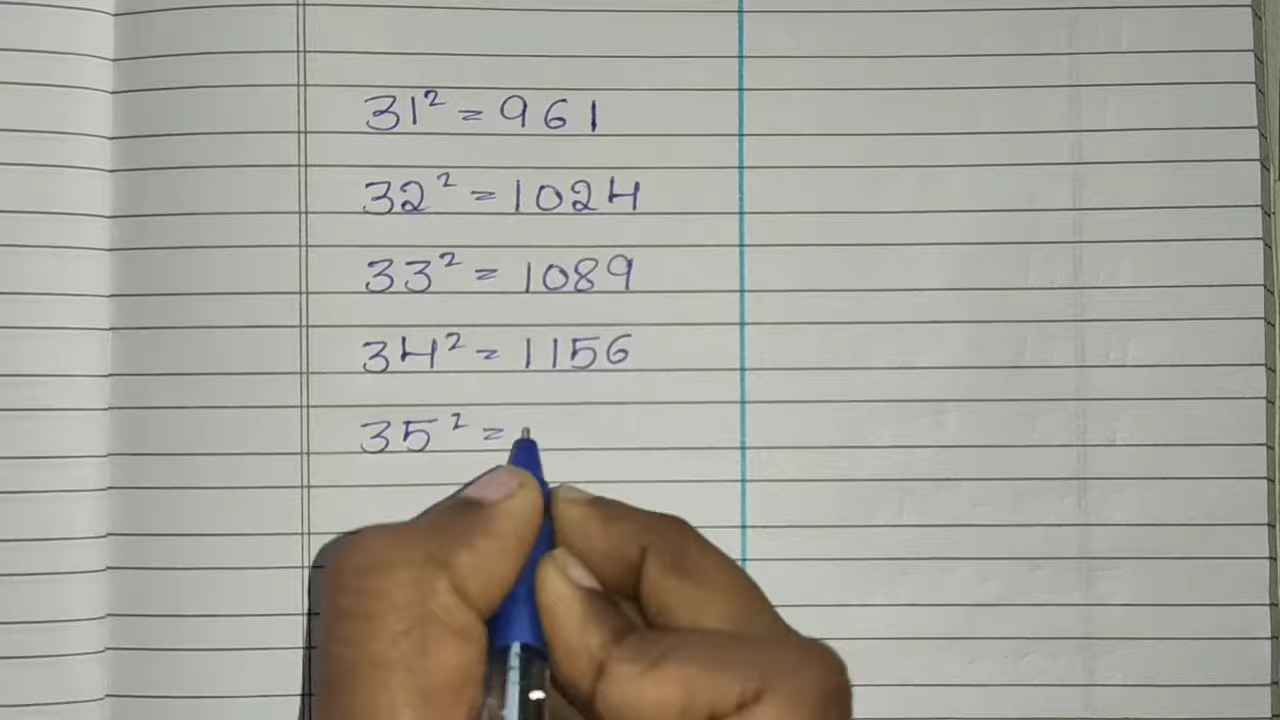 31² = 961
32² = 1024
33² = 1089
34² = 1156
35² =